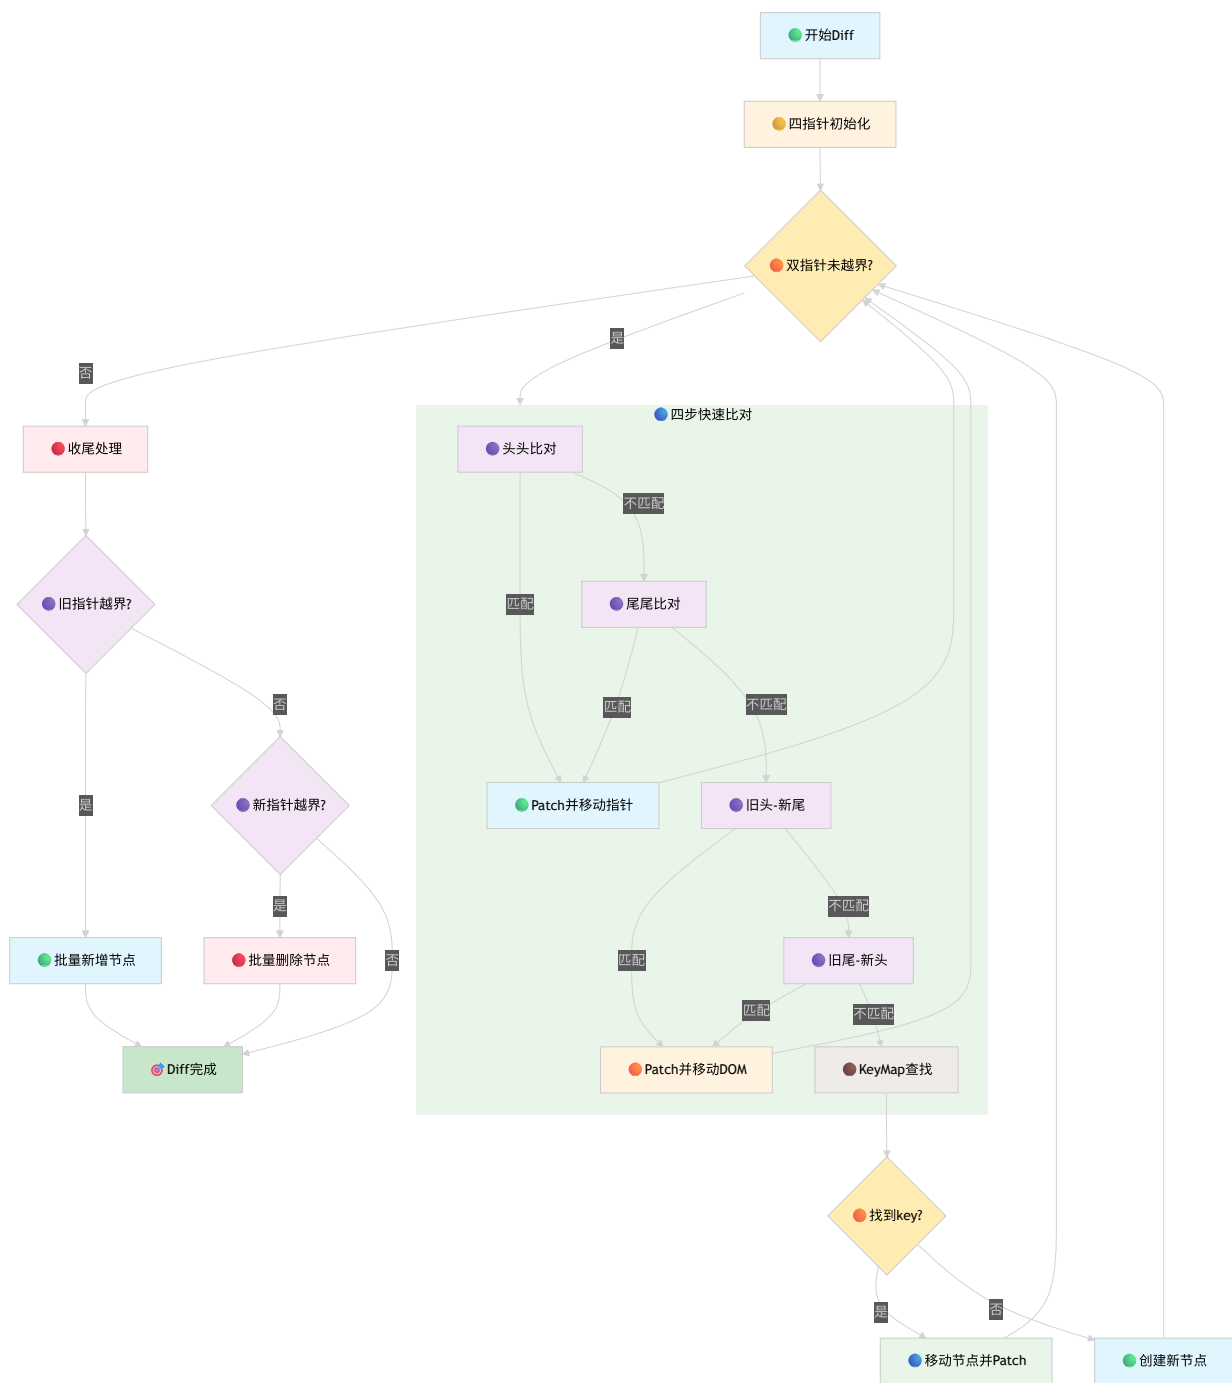 开始Diff
四指针初始化
双指针未越界?
否
是
四步快速比对
收尾处理
头头比对
不匹配
旧指针越界?
匹配
尾尾比对
否
匹配
不匹配
是
新指针越界?
Patch并移动指针
旧头-新尾
是
不匹配
批量新增节点
批量删除节点
否
匹配
旧尾-新头
匹配
不匹配
Diff完成
Patch并移动DOM
KeyMap查找
找到key?
是
否
移动节点并Patch
创建新节点